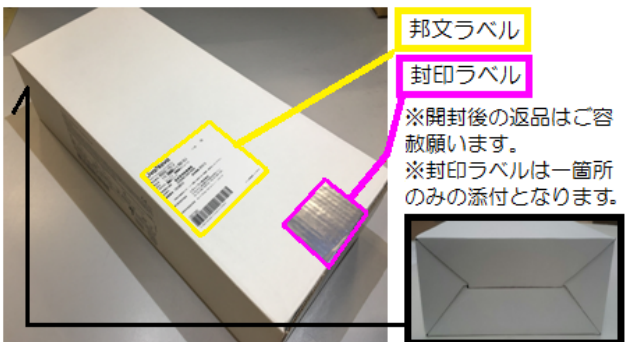 邦文ラベル
封印ラベル
※開封後の返品はご容
赦願います。
※封印ラベルは一箇所
のみの添付となります。